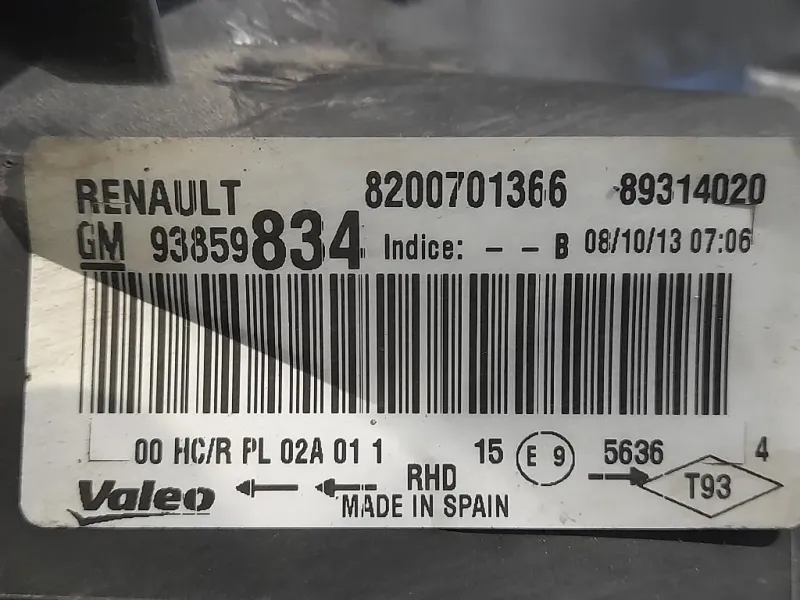 RENAULT 8200701366 89314020
GM 93859834 Indice: - - B 08/10/13 07:06
00 HC/R PL 02A 01 1 15 E 9 5636 4
Valeo RHD T93
MADE IN SPAIN